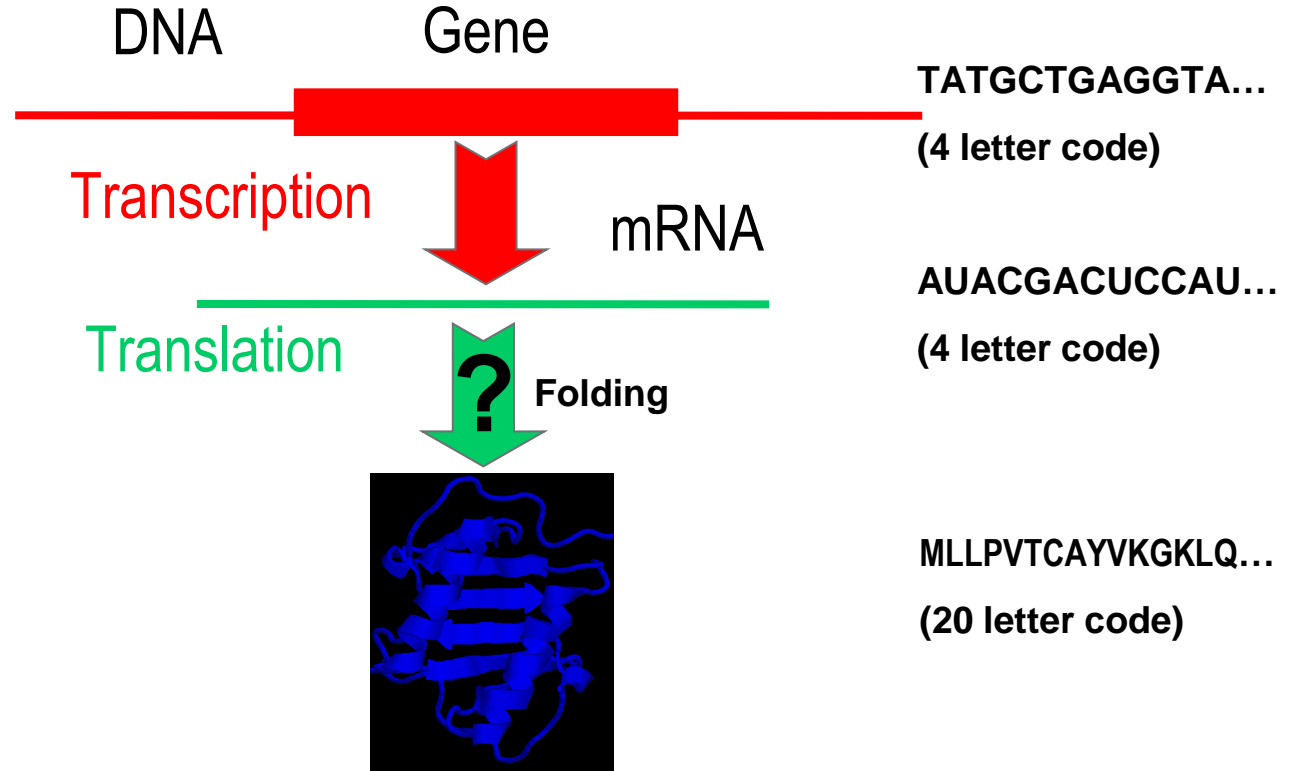 DNA
Gene
TATGCTGAGGTA…
(4 letter code)
Transcription
mRNA
AUACGACUCCAU…
(4 letter code)
Translation
?
Folding
MLLPVTCAYVKGKLQ…
(20 letter code)